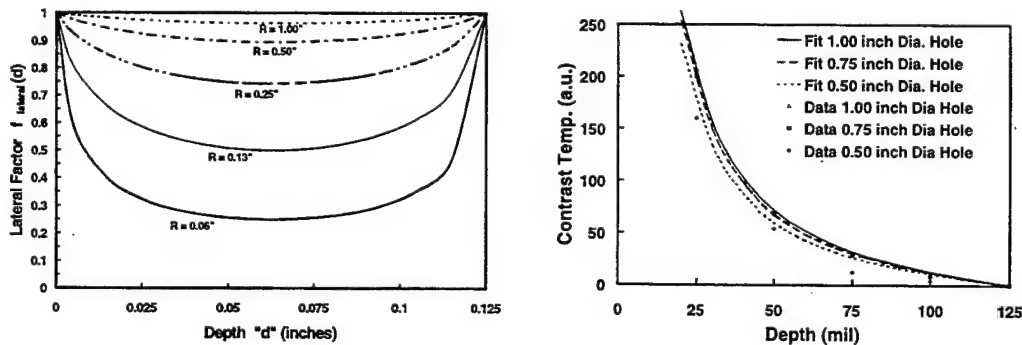 Lateral Factor f lateral (d)
1
0.9
0.8
0.7
0.6
0.5
0.4
0.3
0.2
0.1
0
R = 1.00"
R = 0.50"
R = 0.25"
R = 0.13"
R = 0.06"
0
0.025
0.05
0.075
0.1
0.125
Depth "d" (inches)
Contrast Temp. (a.u.)
250
200
150
100
50
0
Fit 1.00 inch Dia. Hole
Fit 0.75 inch Dia. Hole
Fit 0.50 inch Dia. Hole
Data 1.00 inch Dia Hole
Data 0.75 inch Dia Hole
Data 0.50 inch Dia Hole
0
25
50
75
100
125
Depth (mil)